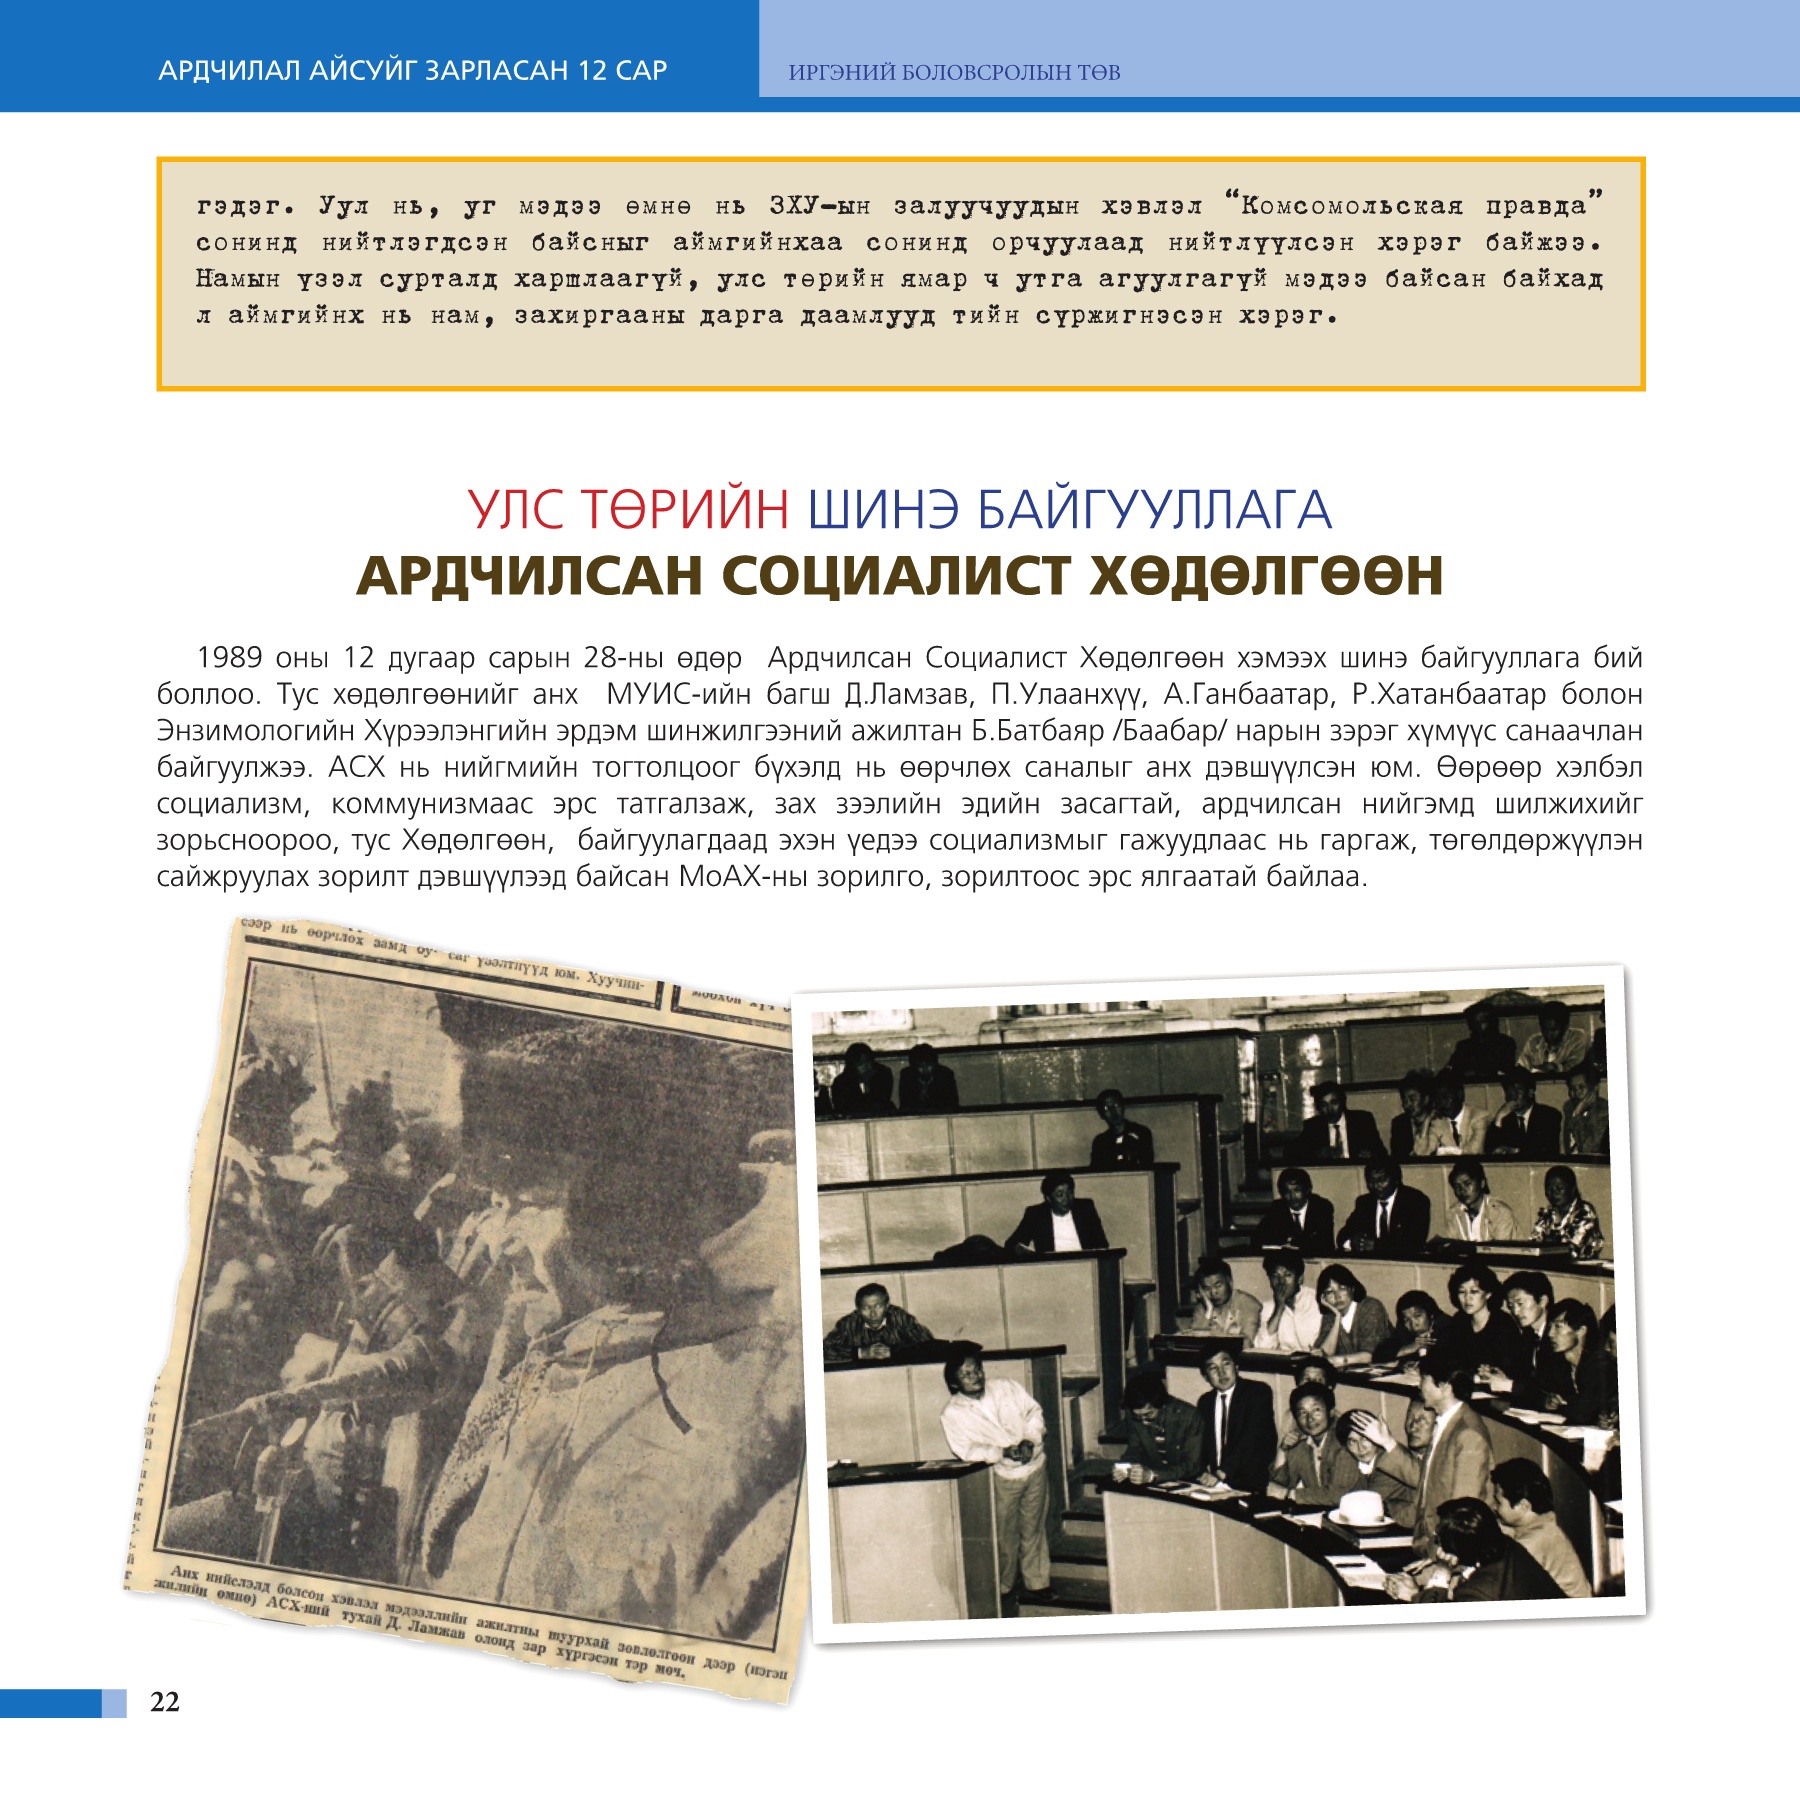 АРДЧИЛАЛ АЙСУЙГ ЗАРЛАСАН 12 САР
ИРГЭНИЙ БОЛОВСРОЛЫН ТӨВ
гэдэг. Уул нь, уг мэдээ өмнө нь ЗХУ-ын залуучуудын хэвлэл “Комсомольская правда”
сонинд нийтлэгдсэн байсныг аймгийнхаа сонинд орчуулаад нийтлүүлсэн хэрэг байжээ.
Намын үзэл сурталд харшлаагүй, улс төрийн ямар ч утга агуулгагүй мэдээ байсан байхад
л аймгийнх нь нам, захиргааны дарга даамлууд тийн сүржигнэсэн хэрэг.
УЛС ТӨРИЙН ШИНЭ БАЙГУУЛЛАГА
АРДЧИЛСАН СОЦИАЛИСТ ХӨДӨЛГӨӨН
1989 оны 12 дугаар сарын 28-ны өдөр Ардчилсан Социалист Хөдөлгөөн хэмээх шинэ байгууллага бий
боллоо. Тус хөдөлгөөнийг анх МУИС-ийн багш Д.Ламзав, П.Улаанхүү, А.Ганбаатар, Р.Хатанбаатар болон
Энзимологийн Хүрээлэнгийн эрдэм шинжилгээний ажилтан Б.Батбаяр /Баабар/ нарын зэрэг хүмүүс санаачлан
байгуулжээ. АСХ нь нийгмийн тогтолцоог бүхэлд нь өөрчлөх саналыг анх дэвшүүлсэн юм. Өөрөөр хэлбэл
социализм, коммунизмаас эрс татгалзаж, зах зээлийн эдийн засагтай, ардчилсан нийгэмд шилжихийг
зорьсноороо, тус Хөдөлгөөн, байгуулагдаад эхэн үедээ социализмыг гажуудлаас нь гаргаж, төгөлдөржүүлэн
сайжруулах зорилт дэвшүүлээд байсан МоАХ-ны зорилго, зорилтоос эрс ялгаатай байлаа.
сээр нь өөрчлөх замд бу- саг үзэлтнүүд юм. Хуучин-
Анх нийслэлд болсон хэвлэл мэдээллийн ажилтны шуурхай зөвлөлгөөн дээр (нэгэн
жилийн өмнө) АСХ-ний тухай Д. Ламжав олонд зар хүргэсэн тэр мөч.
22